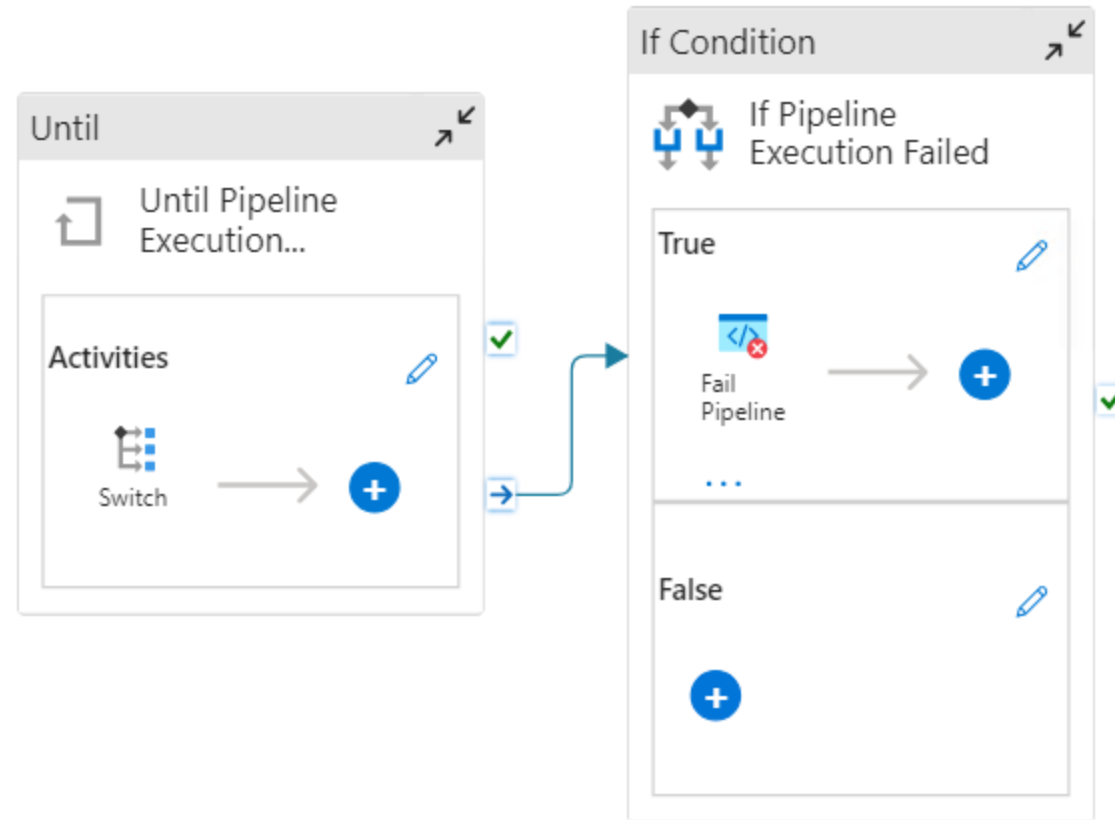 Until
Until Pipeline
Execution...
Activities
Switch
If Condition
If Pipeline
Execution Failed
True
Fail
Pipeline
...
False